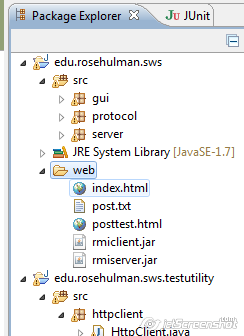 Package Explorer JUnit
edu.rosehulman.sws
src
gui
protocol
server
JRE System Library [JavaSE-1.7]
web
index.html
post.txt
posttest.html
rmiclient.jar
rmiserver.jar
edu.rosehulman.sws.testutility
src
httpclient
HttpClient.java
jetScreenshot